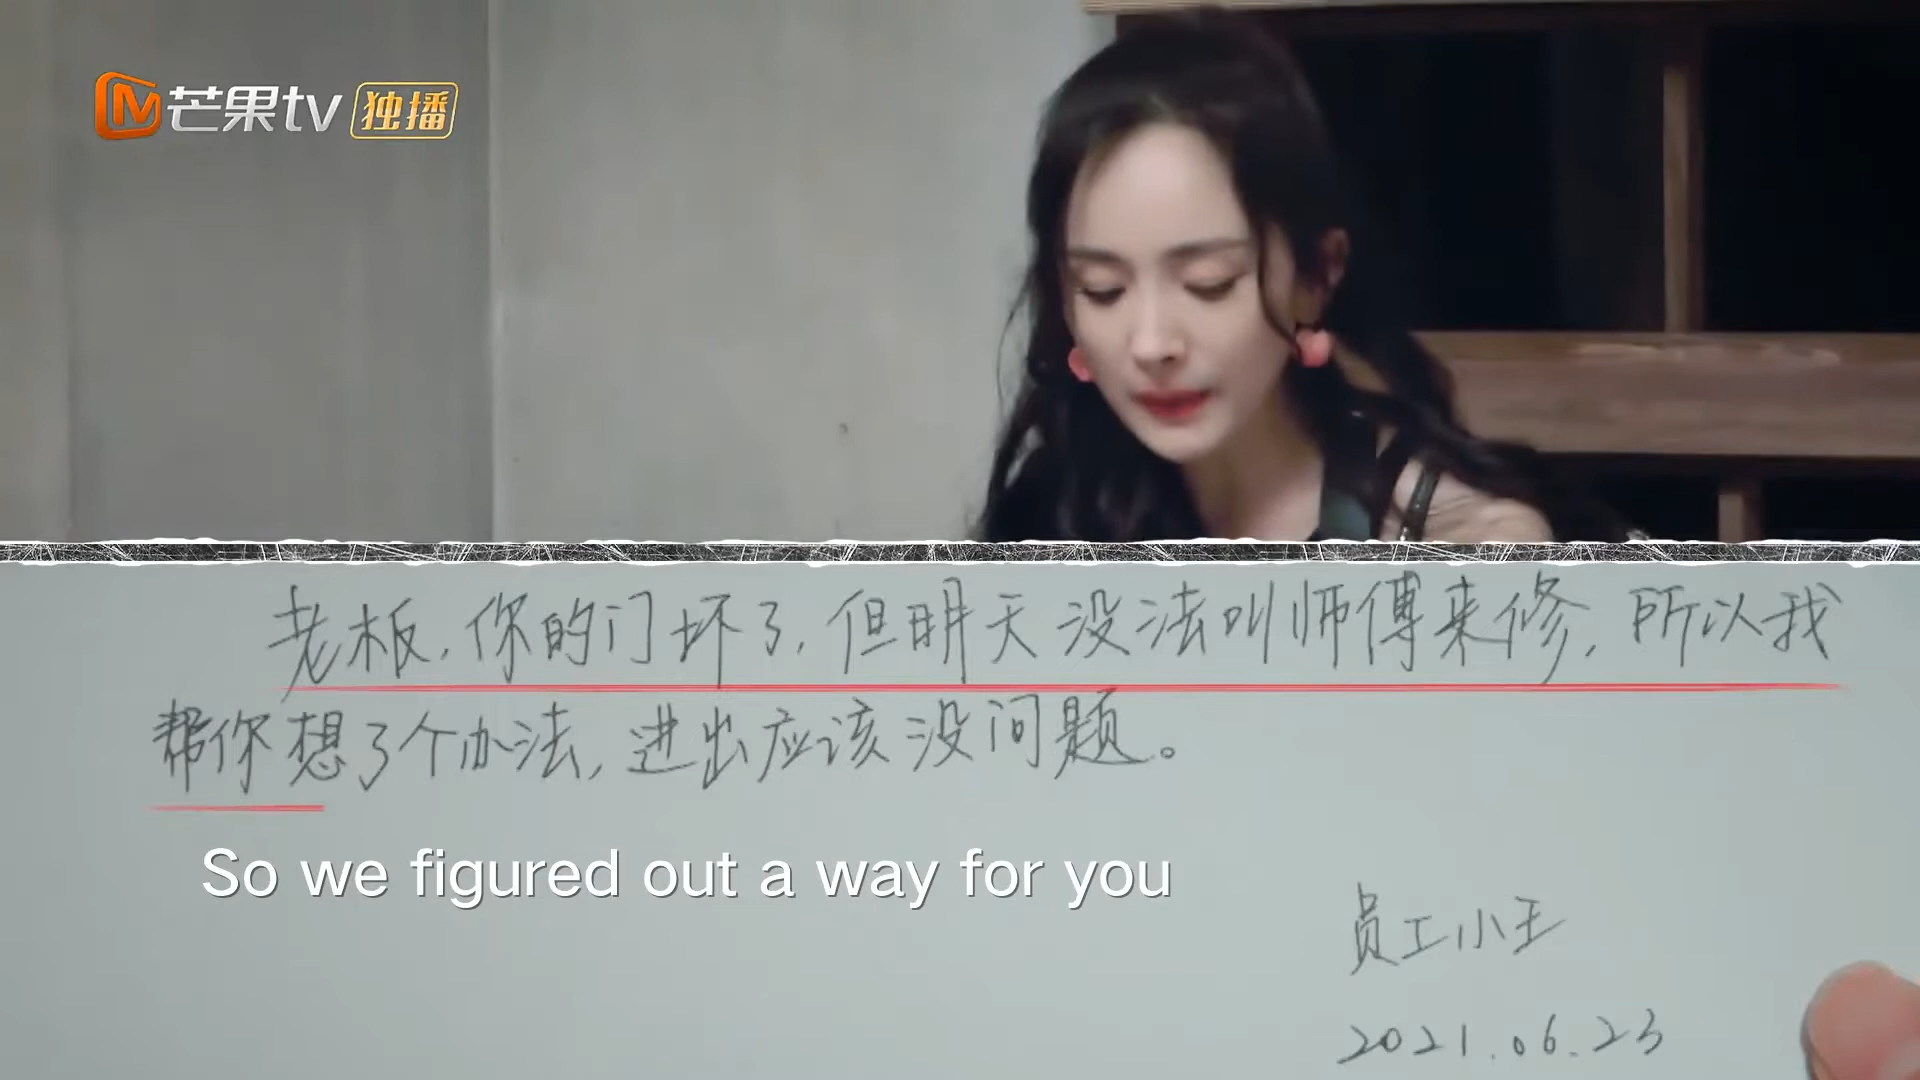 芒果tv 独播
老板,你的门坏了,但明天没法叫师傅来修,所以我
帮你想了个办法,进出应该没问题。
So we figured out a way for you
员工小王
2021.06.23